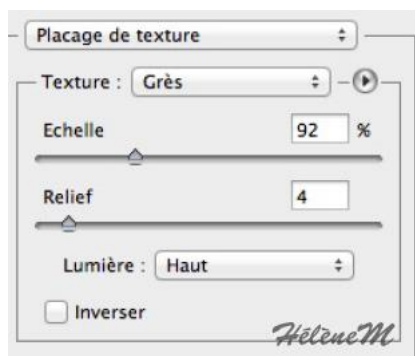 Placage de texture
Texture : Grès
Echelle 92 %
Relief 4
Lumière : Haut
Inverser
HélèneM